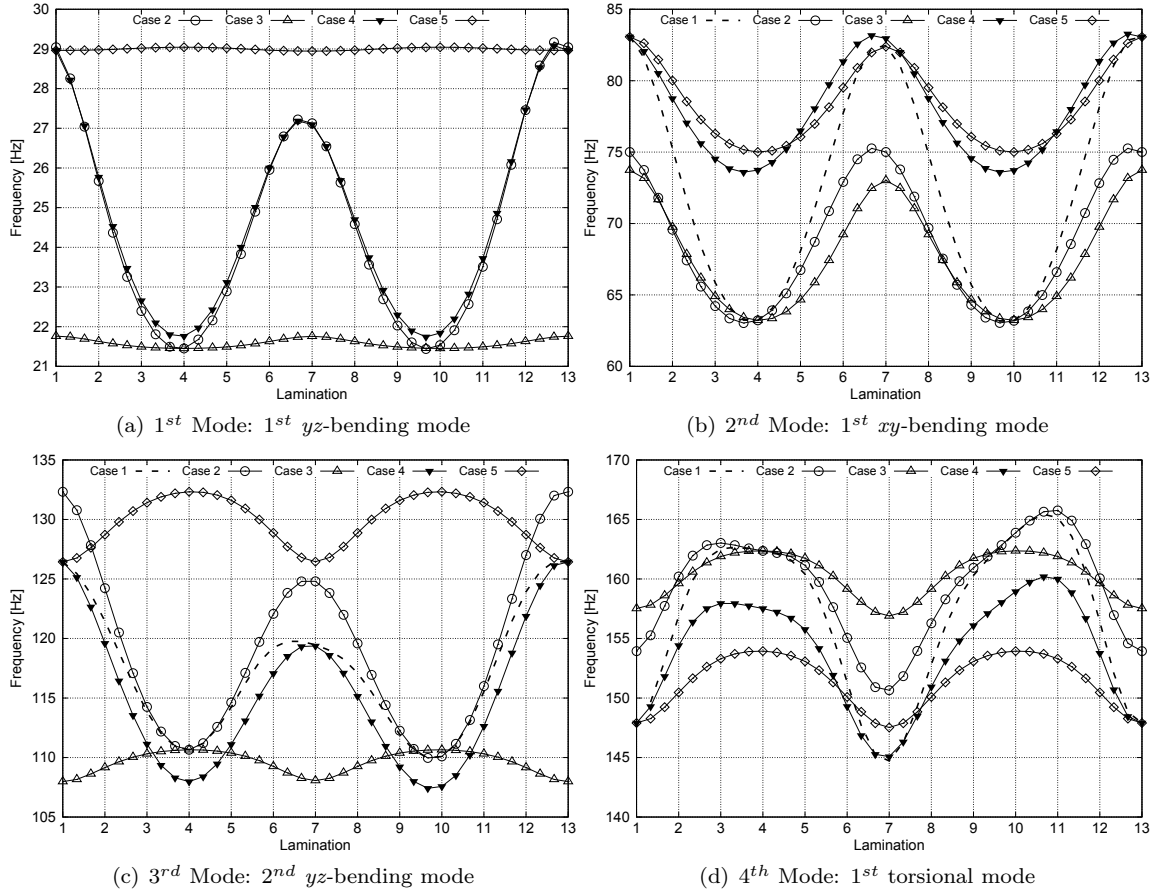 Case 2 Case 3 Case 4 Case 5
30
29
28
27
26
25
24
23
22
21
Frequency [Hz]
1 2 3 4 5 6 7 8 9 10 11 12 13
Lamination
(a) 1st Mode: 1st yz-bending mode
Case 1 Case 2 Case 3 Case 4 Case 5
85
80
75
70
65
60
Frequency [Hz]
1 2 3 4 5 6 7 8 9 10 11 12 13
Lamination
(b) 2nd Mode: 1st xy-bending mode
Case 1 Case 2 Case 3 Case 4 Case 5
135
130
125
120
115
110
105
Frequency [Hz]
1 2 3 4 5 6 7 8 9 10 11 12 13
Lamination
(c) 3rd Mode: 2nd yz-bending mode
Case 1 Case 2 Case 3 Case 4 Case 5
170
165
160
155
150
145
140
Frequency [Hz]
1 2 3 4 5 6 7 8 9 10 11 12 13
Lamination
(d) 4th Mode: 1st torsional mode